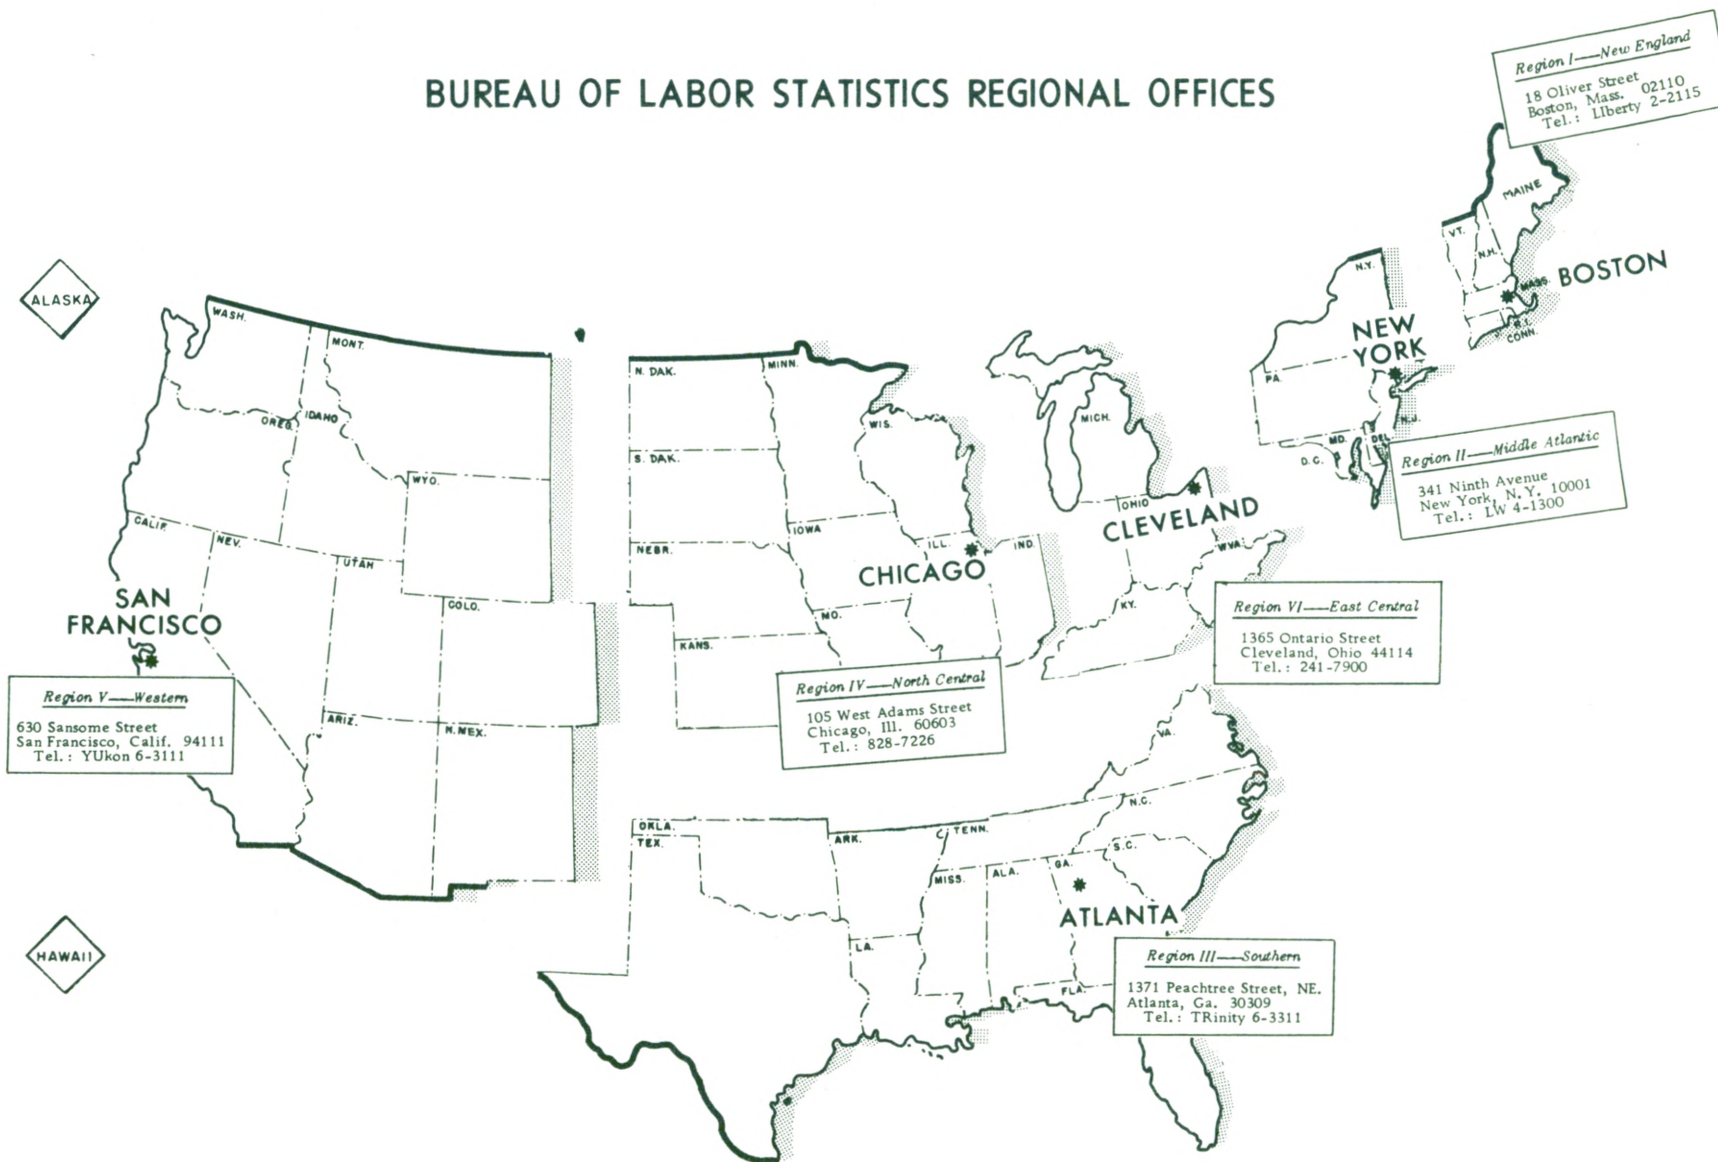 BUREAU OF LABOR STATISTICS REGIONAL OFFICES
Region I—New England
18 Oliver Street
Boston, Mass. 02110
Tel.: LIberty 2-2115
MAINE
VT.
N.H.
MASS.
BOSTON
R.I.
CONN.
N.Y.
NEW
YORK
PA.
N.J.
MD.
DEL.
D.C.
Region II—Middle Atlantic
341 Ninth Avenue
New York, N.Y. 10001
Tel.: LW 4-1300
ALASKA
WASH.
MONT.
OREG.
IDAHO
WYO.
CALIF.
NEV.
UTAH
COLO.
SAN
FRANCISCO
ARIZ.
N.MEX.
Region V—Western
630 Sansome Street
San Francisco, Calif. 94111
Tel.: YUkon 6-3111
HAWAII
N. DAK.
MINN.
S. DAK.
WIS.
NEBR.
IOWA
ILL.
IND.
CHICAGO
MO.
KANS.
Region IV—North Central
105 West Adams Street
Chicago, Ill. 60603
Tel.: 828-7226
MICH.
OHIO
CLEVELAND
W.VA.
KY.
Region VI—East Central
1365 Ontario Street
Cleveland, Ohio 44114
Tel.: 241-7900
VA.
N.C.
OKLA.
TEX.
ARK.
TENN.
S.C.
MISS.
ALA.
GA.
ATLANTA
LA.
FLA.
Region III—Southern
1371 Peachtree Street, NE.
Atlanta, Ga. 30309
Tel.: TRinity 6-3311